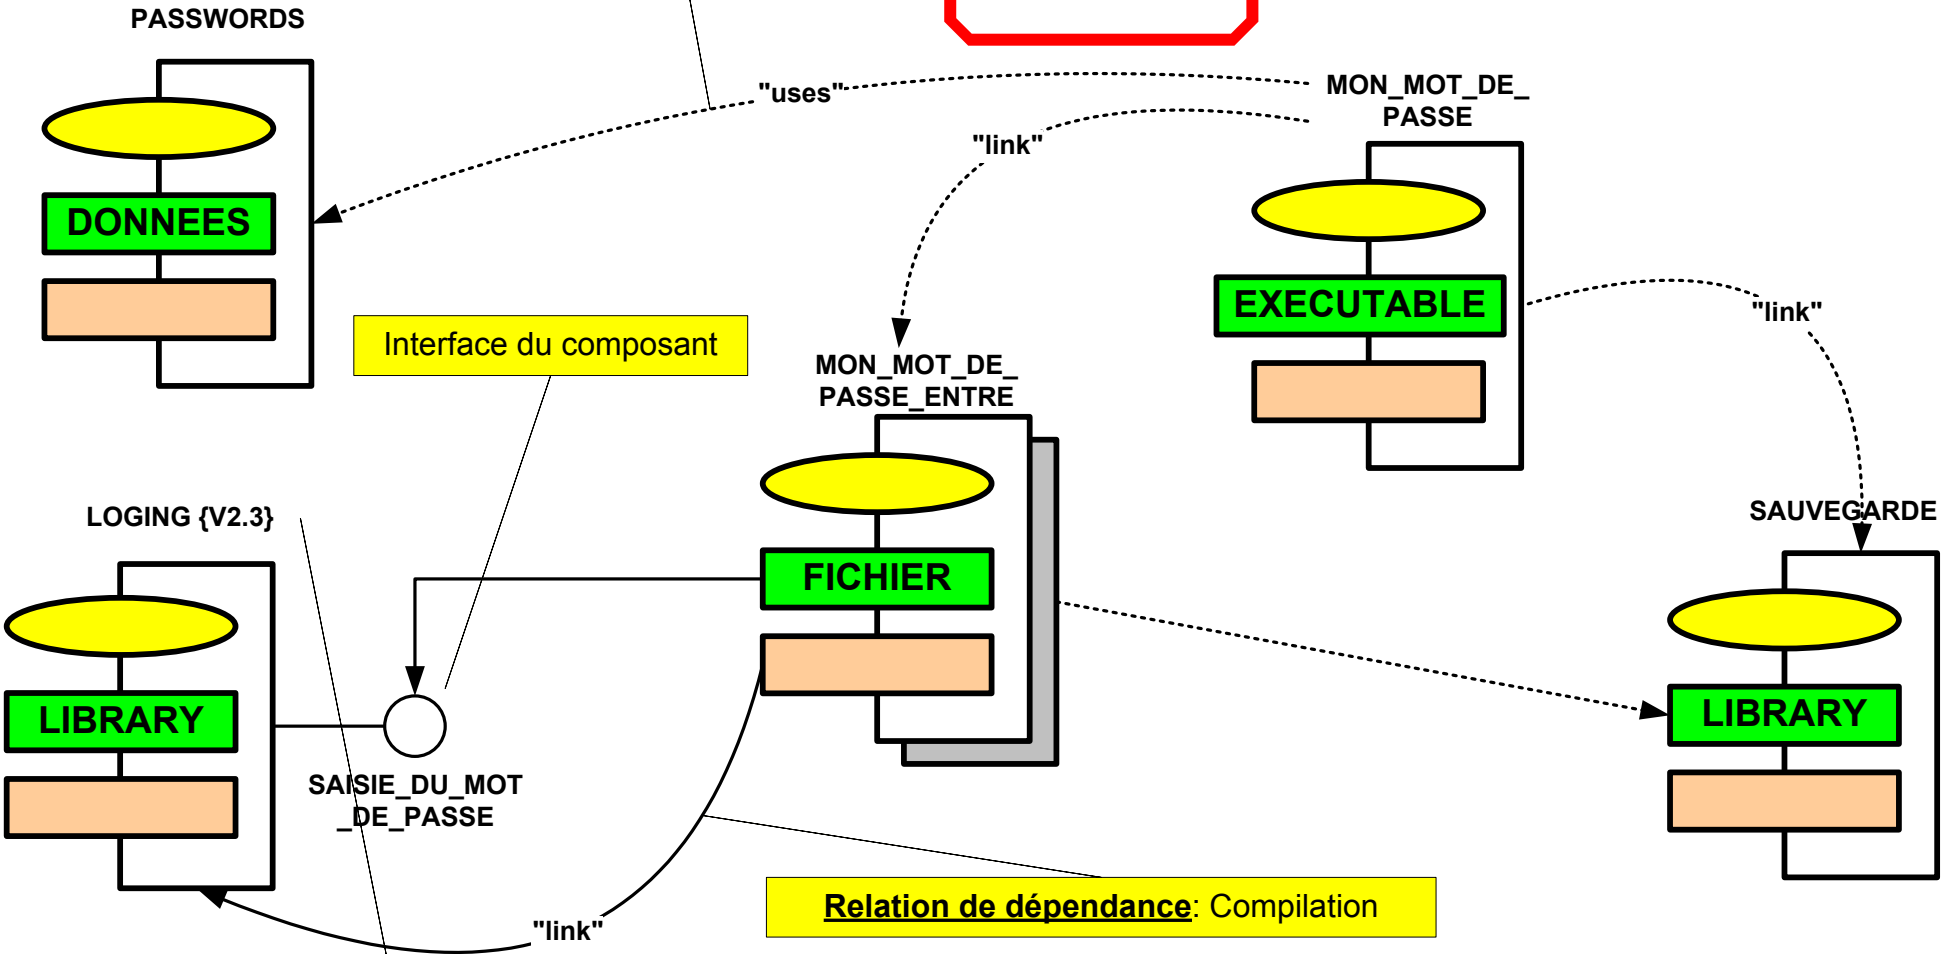 PASSWORDS
"uses"
MON_MOT_DE_
PASSE
"link"
DONNEES
EXECUTABLE
"link"
Interface du composant
MON_MOT_DE_
PASSE_ENTRE
LOGING {V2.3}
SAUVEGARDE
FICHIER
LIBRARY
LIBRARY
SAISIE_DU_MOT
_DE_PASSE
Relation de dépendance: Compilation
"link"